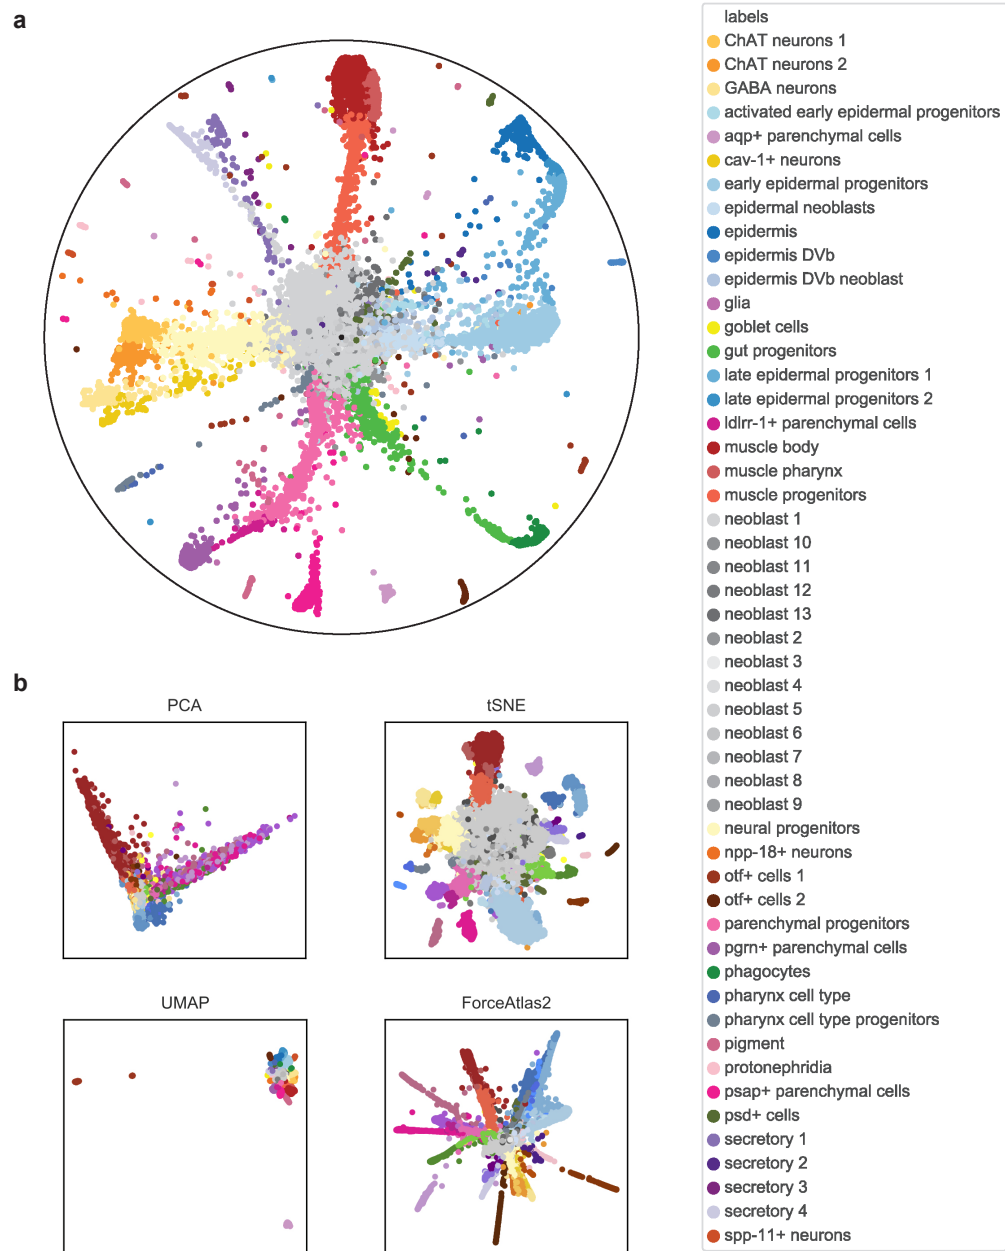 a
labels
ChAT neurons 1
ChAT neurons 2
GABA neurons
activated early epidermal progenitors
aqp+ parenchymal cells
cav-1+ neurons
early epidermal progenitors
epidermal neoblasts
epidermis
epidermis DVb
epidermis DVb neoblast
glia
goblet cells
gut progenitors
late epidermal progenitors 1
late epidermal progenitors 2
ldlrr-1+ parenchymal cells
muscle body
muscle pharynx
muscle progenitors
neoblast 1
neoblast 10
neoblast 11
neoblast 12
neoblast 13
neoblast 2
neoblast 3
neoblast 4
neoblast 5
neoblast 6
neoblast 7
neoblast 8
neoblast 9
neural progenitors
npp-18+ neurons
otf+ cells 1
otf+ cells 2
parenchymal progenitors
pgrn+ parenchymal cells
phagocytes
pharynx cell type
pharynx cell type progenitors
pigment
protonephridia
psap+ parenchymal cells
psd+ cells
secretory 1
secretory 2
secretory 3
secretory 4
spp-11+ neurons
b
PCA
tSNE
UMAP
ForceAtlas2